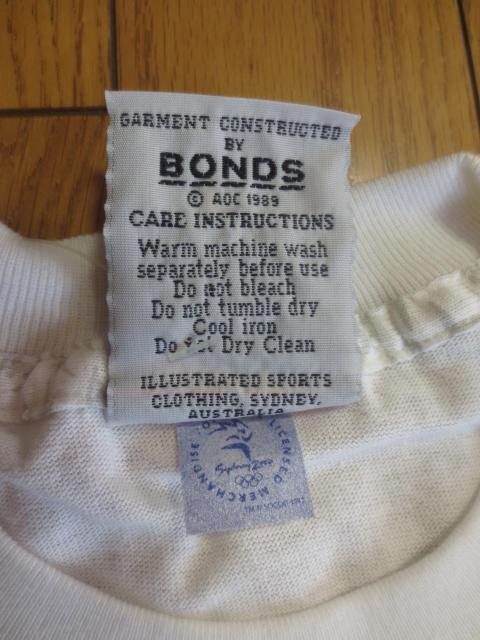 GARMENT CONSTRUCTED
BY
BONDS
© AOC 1989
CARE INSTRUCTIONS
Warm machine wash
separately before use
Do not bleach
Do not tumble dry
Cool iron
Do Dry Clean
ILLUSTRATED SPORTS
CLOTHING, SYDNEY,
AUSTRALIA
LICENSED MERCHANDISE
Sydney 2000